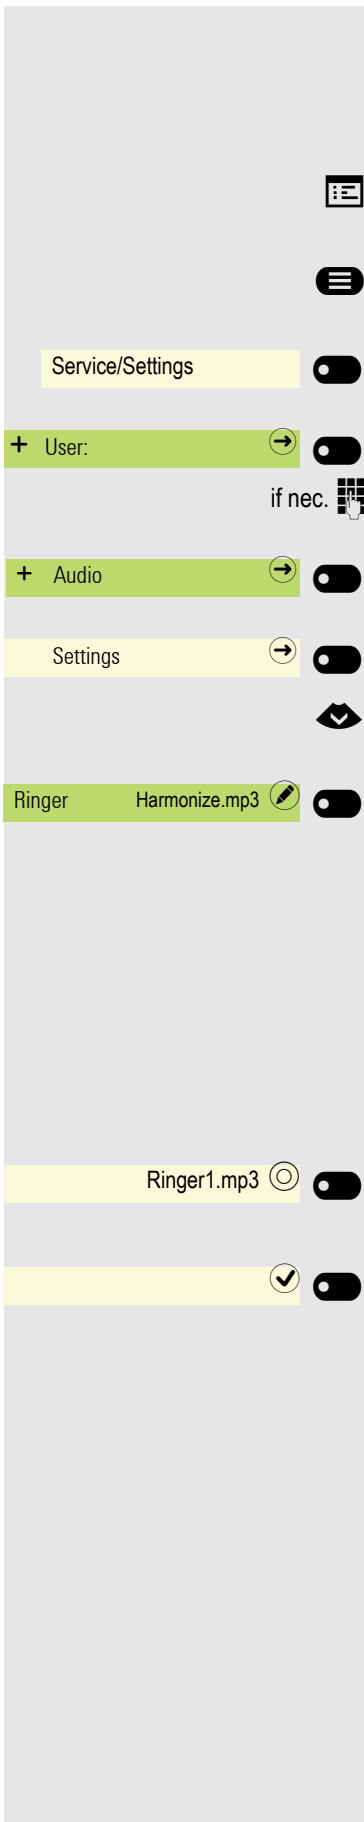 Service/Settings
+ User:
if nec.
+ Audio
Settings
Ringer Harmonize.mp3
Ringer1.mp3